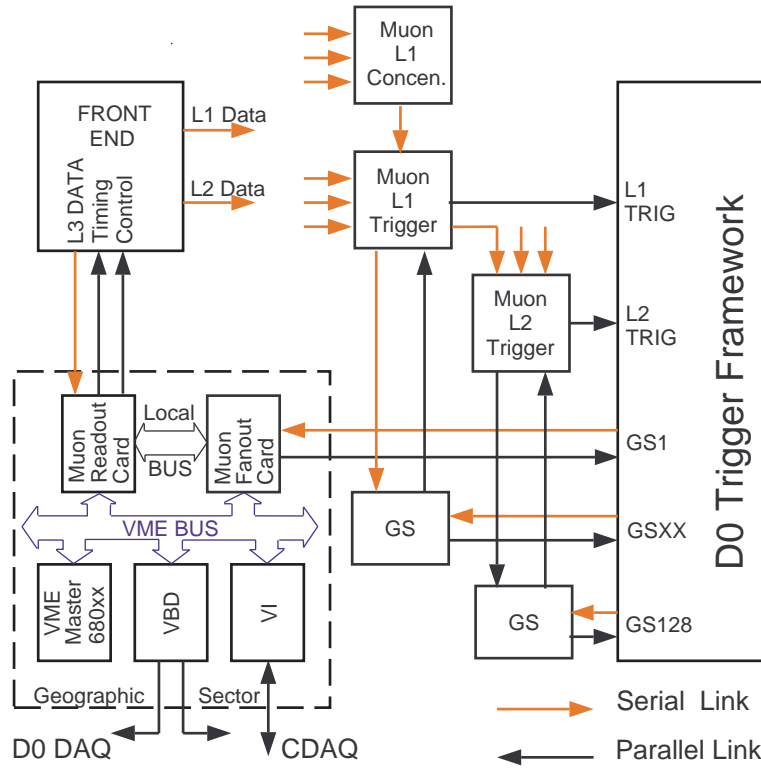 Muon
L1
Concen.
FRONT
END
L1 Data
L2 Data
L3 DATA
Timing
Control
Muon
L1
Trigger
L1
TRIG
Muon
L2
Trigger
L2
TRIG
D0 Trigger Framework
Muon
Readout
Card
Local
BUS
Muon
Fanout
Card
GS1
VME BUS
GS
GSXX
VME
Master
680xx
VBD
VI
GS
GS128
Geographic Sector
D0 DAQ
CDAQ
Serial Link
Parallel Link